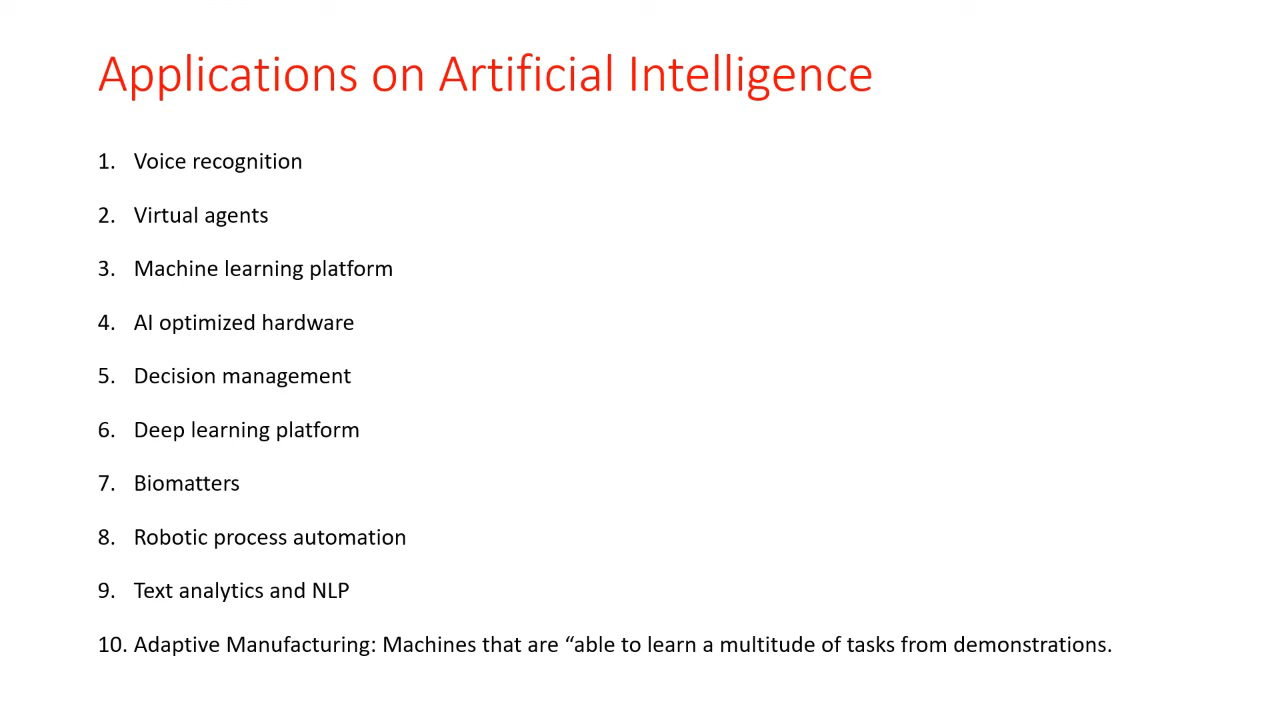 Applications on Artificial Intelligence
1. Voice recognition
2. Virtual agents
3. Machine learning platform
4. AI optimized hardware
5. Decision management
6. Deep learning platform
7. Biomatters
8. Robotic process automation
9. Text analytics and NLP
10. Adaptive Manufacturing: Machines that are “able to learn a multitude of tasks from demonstrations.